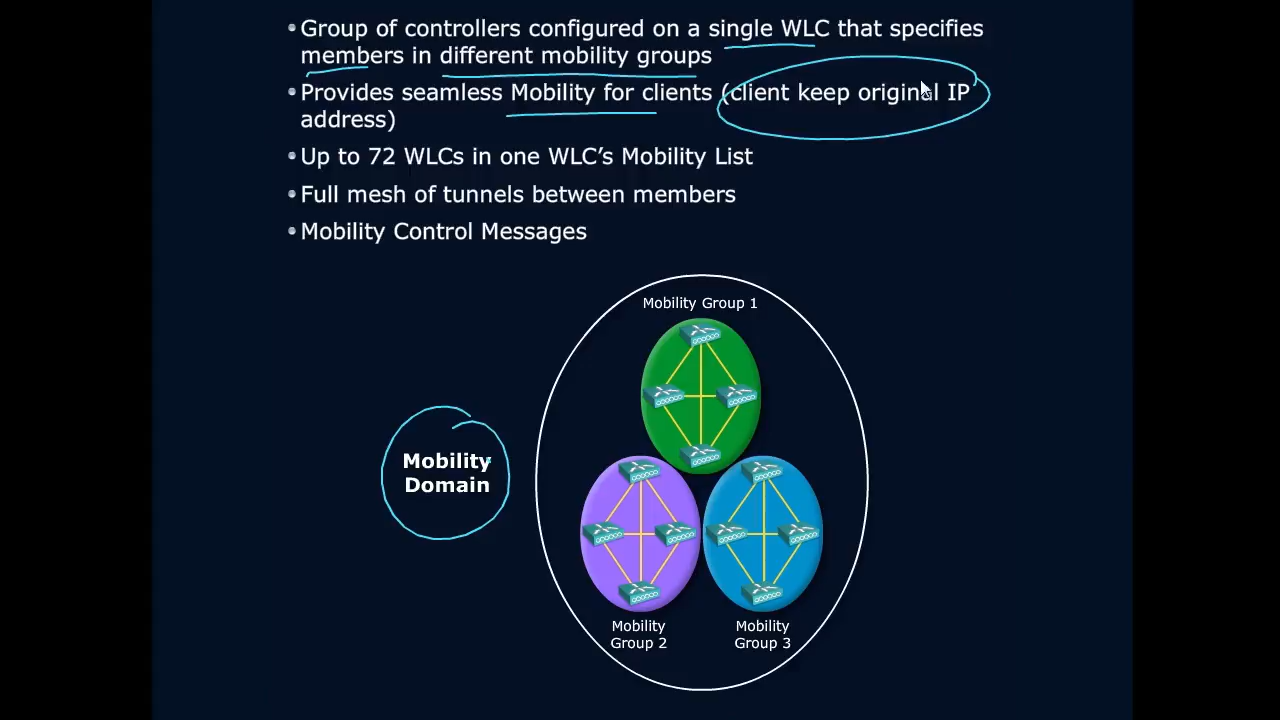 • Group of controllers configured on a single WLC that specifies
members in different mobility groups
• Provides seamless Mobility for clients (client keep original IP
address)
• Up to 72 WLCs in one WLC’s Mobility List
• Full mesh of tunnels between members
• Mobility Control Messages
Mobility Group 1
Mobility
Domain
Mobility
Group 2
Mobility
Group 3